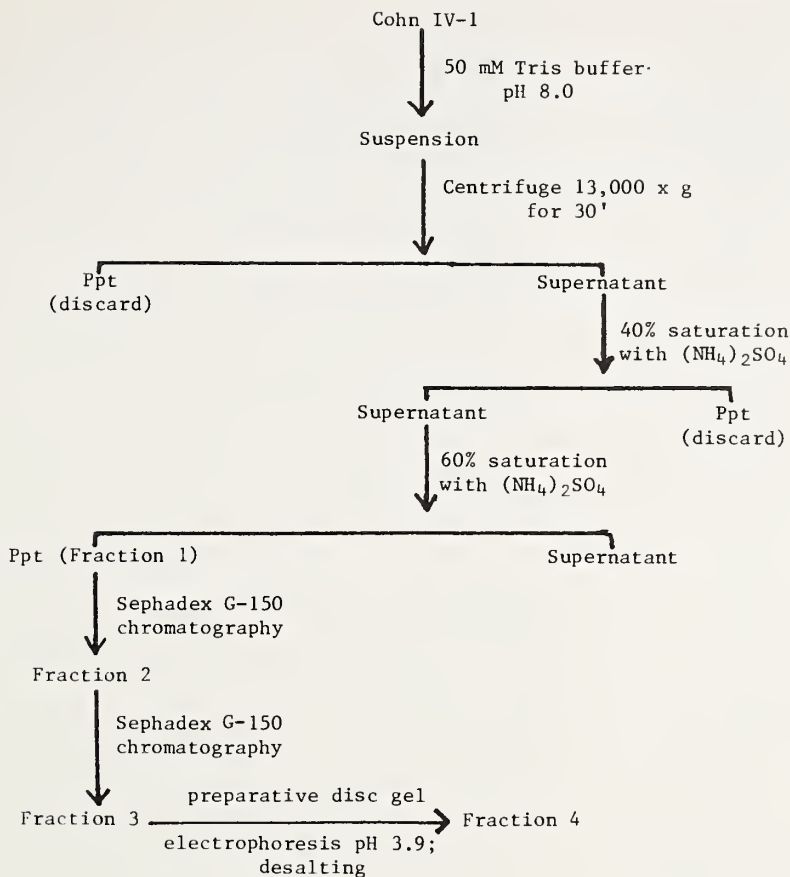 Cohn IV-1
50 mM Tris buffer
pH 8.0
Suspension
Centrifuge 13,000 x g
for 30'
Ppt
(discard)
Supernatant
40% saturation
with (NH4)2SO4
Supernatant
Ppt
(discard)
60% saturation
with (NH4)2SO4
Ppt (Fraction 1)
Supernatant
Sephadex G-150
chromatography
Fraction 2
Sephadex G-150
chromatography
Fraction 3
preparative disc gel
electrophoresis pH 3.9;
desalting
Fraction 4